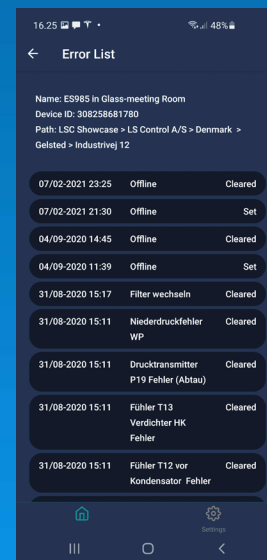 16.25 48%
Error List
Name: ES985 in Glass-meeting Room
Device ID: 308258681780
Path: LSC Showcase > LS Control A/S > Denmark >
Gelsted > Industrivej 12
07/02-2021 23:25 Offline Cleared
07/02-2021 21:30 Offline Set
04/09-2020 14:45 Offline Cleared
04/09-2020 11:39 Offline Set
31/08-2020 15:17 Filter wechseln Cleared
31/08-2020 15:11 Niederdruckfehler Cleared
WP
31/08-2020 15:11 Drucktransmitter Cleared
P19 Fehler (Abtau)
31/08-2020 15:11 Fühler T13 Cleared
Verdichter HK
Fehler
31/08-2020 15:11 Fühler T12 vor Cleared
Kondensator Fehler
Settings